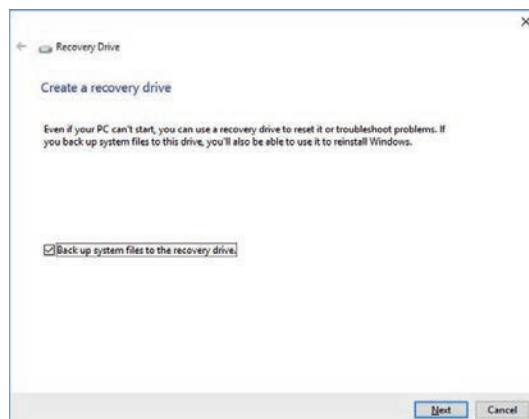 Recovery Drive
Create a recovery drive
Even if your PC can't start, you can use a recovery drive to reset it or troubleshoot problems. If
you back up system files to this drive, you'll also be able to use it to reinstall Windows.
Back up system files to the recovery drive.
Next Cancel